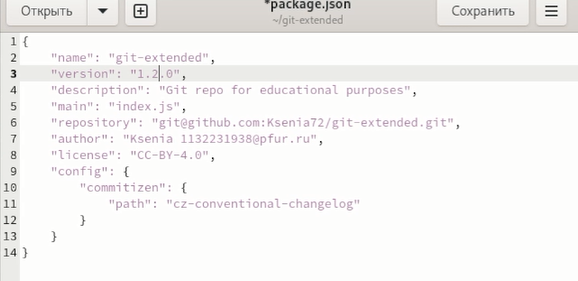 Открыть
*package.json
~/git-extended
Сохранить
1 {
2     "name": "git-extended",
3     "version": "1.2.0",
4     "description": "Git repo for educational purposes",
5     "main": "index.js",
6     "repository": "git@github.com:Ksenia72/git-extended.git",
7     "author": "Ksenia 1132231938@pfur.ru",
8     "license": "CC-BY-4.0",
9     "config": {
10         "commitizen": {
11             "path": "cz-conventional-changelog"
12         }
13     }
14 }